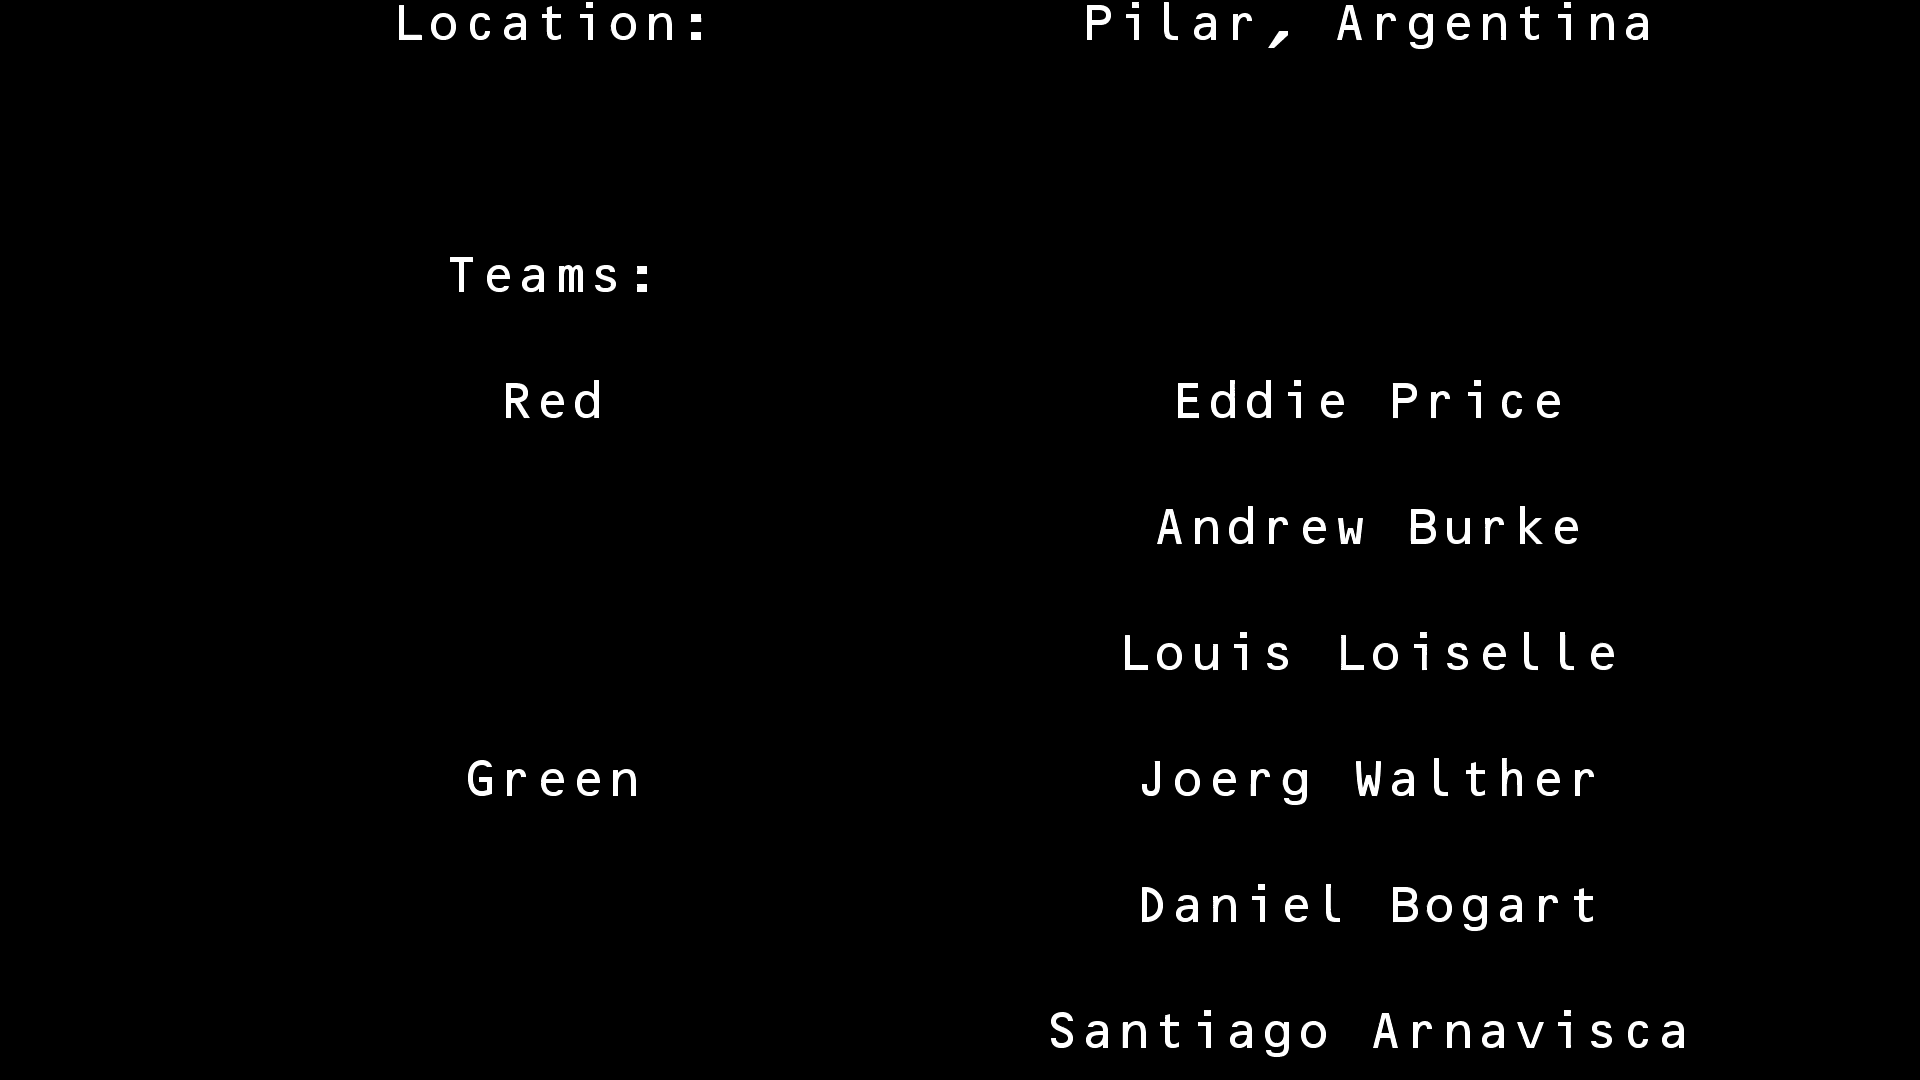 Location: Pilar, Argentina
Teams:
Red Eddie Price
Andrew Burke
Louis Loiselle
Green Joerg Walther
Daniel Bogart
Santiago Arnavisca